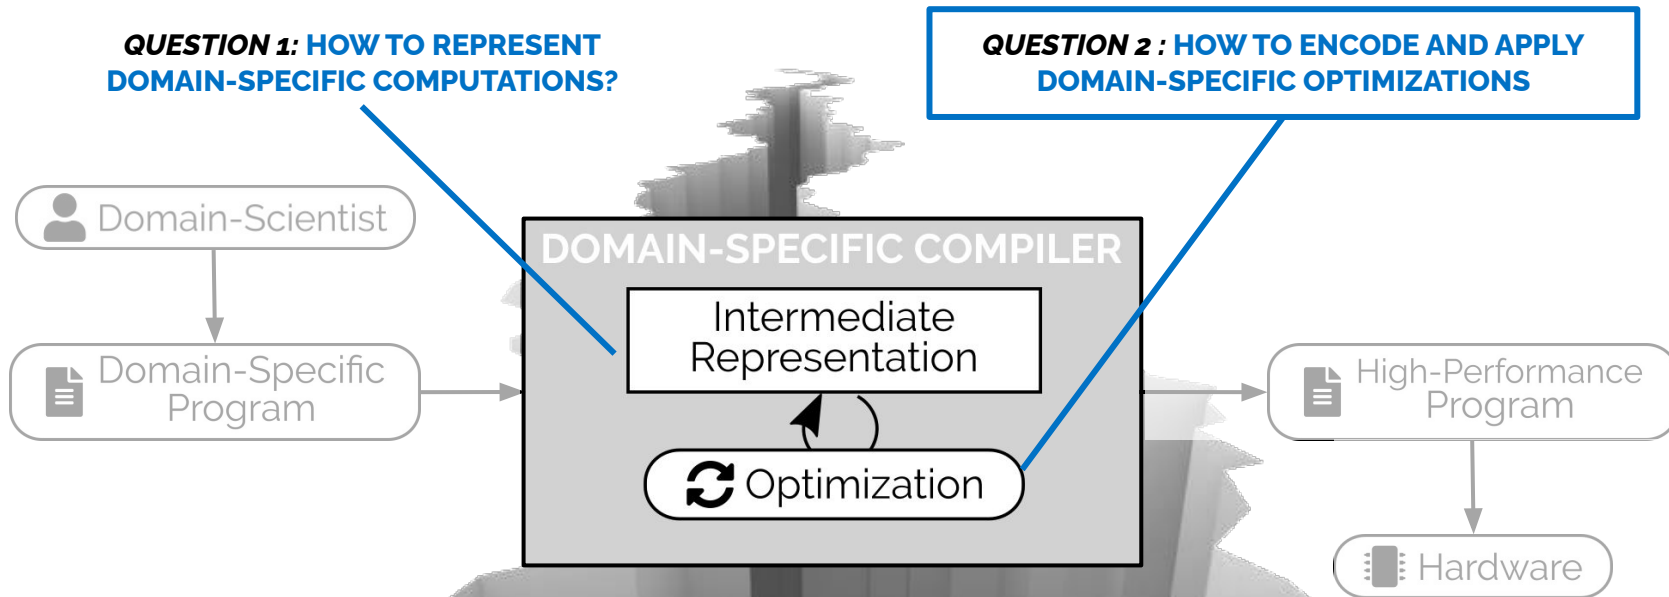 QUESTION 1: HOW TO REPRESENT
DOMAIN-SPECIFIC COMPUTATIONS?
QUESTION 2 : HOW TO ENCODE AND APPLY
DOMAIN-SPECIFIC OPTIMIZATIONS
Domain-Scientist
Domain-Specific
Program
DOMAIN-SPECIFIC COMPILER
Intermediate
Representation
Optimization
High-Performance
Program
Hardware